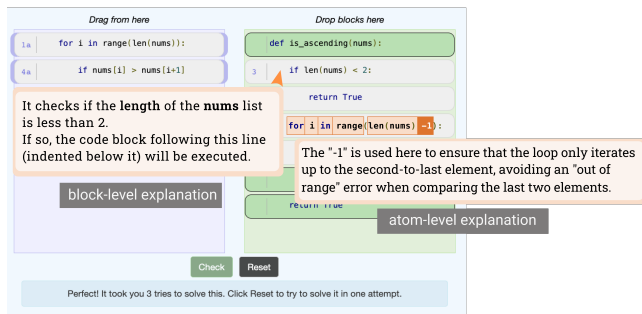 Drag from here
Drop blocks here
1a for i in range(len(nums)):
4a if nums[i] > nums[i+1]
def is_ascending(nums):
3 if len(nums) < 2:
return True
for i in range(len(nums) -1):
return True
It checks if the length of the nums list
is less than 2.
If so, the code block following this line
(indented below it) will be executed.
block-level explanation
The "-1" is used here to ensure that the loop only iterates
up to the second-to-last element, avoiding an "out of
range" error when comparing the last two elements.
atom-level explanation
Check
Reset
Perfect! It took you 3 tries to solve this. Click Reset to try to solve it in one attempt.